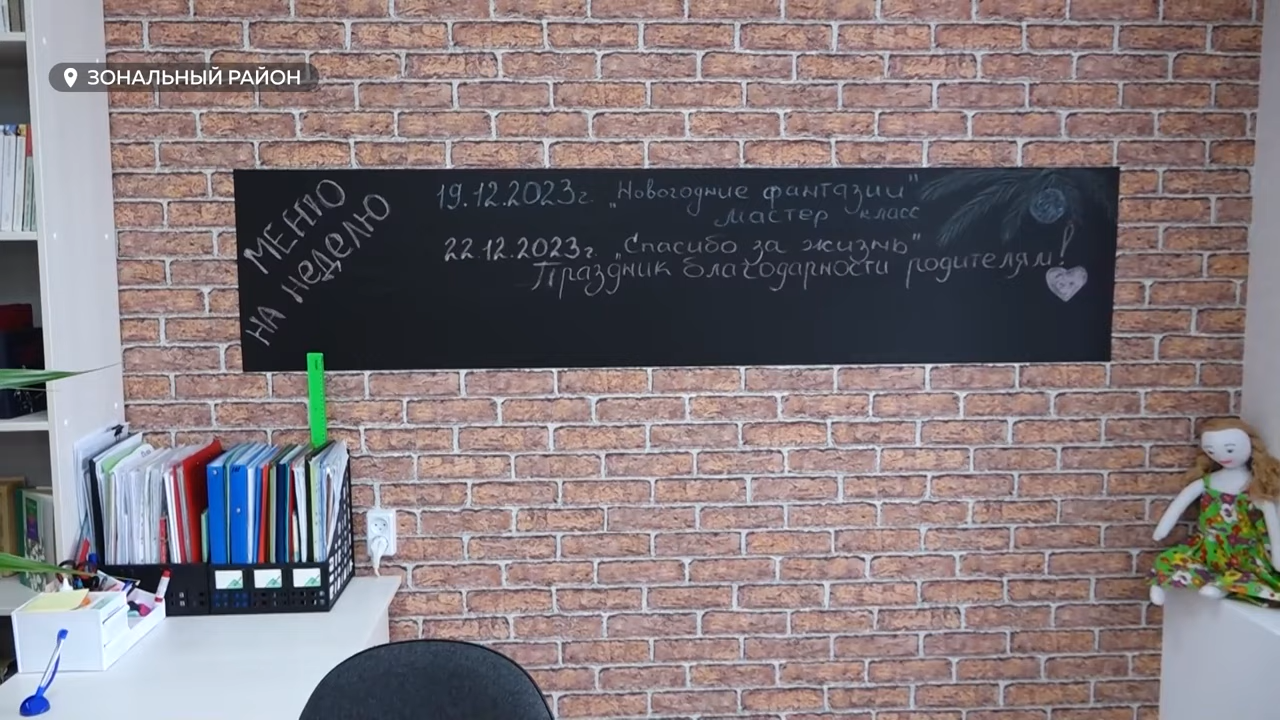 ЗОНАЛЬНЫЙ РАЙОН
МЕНЮ
НА НЕДЕЛЮ
19.12.2023г. „Новогодние фантазии"
мастер класс
22.12.2023г. „Спасибо за жизнь"
Праздник благодарности родителям!